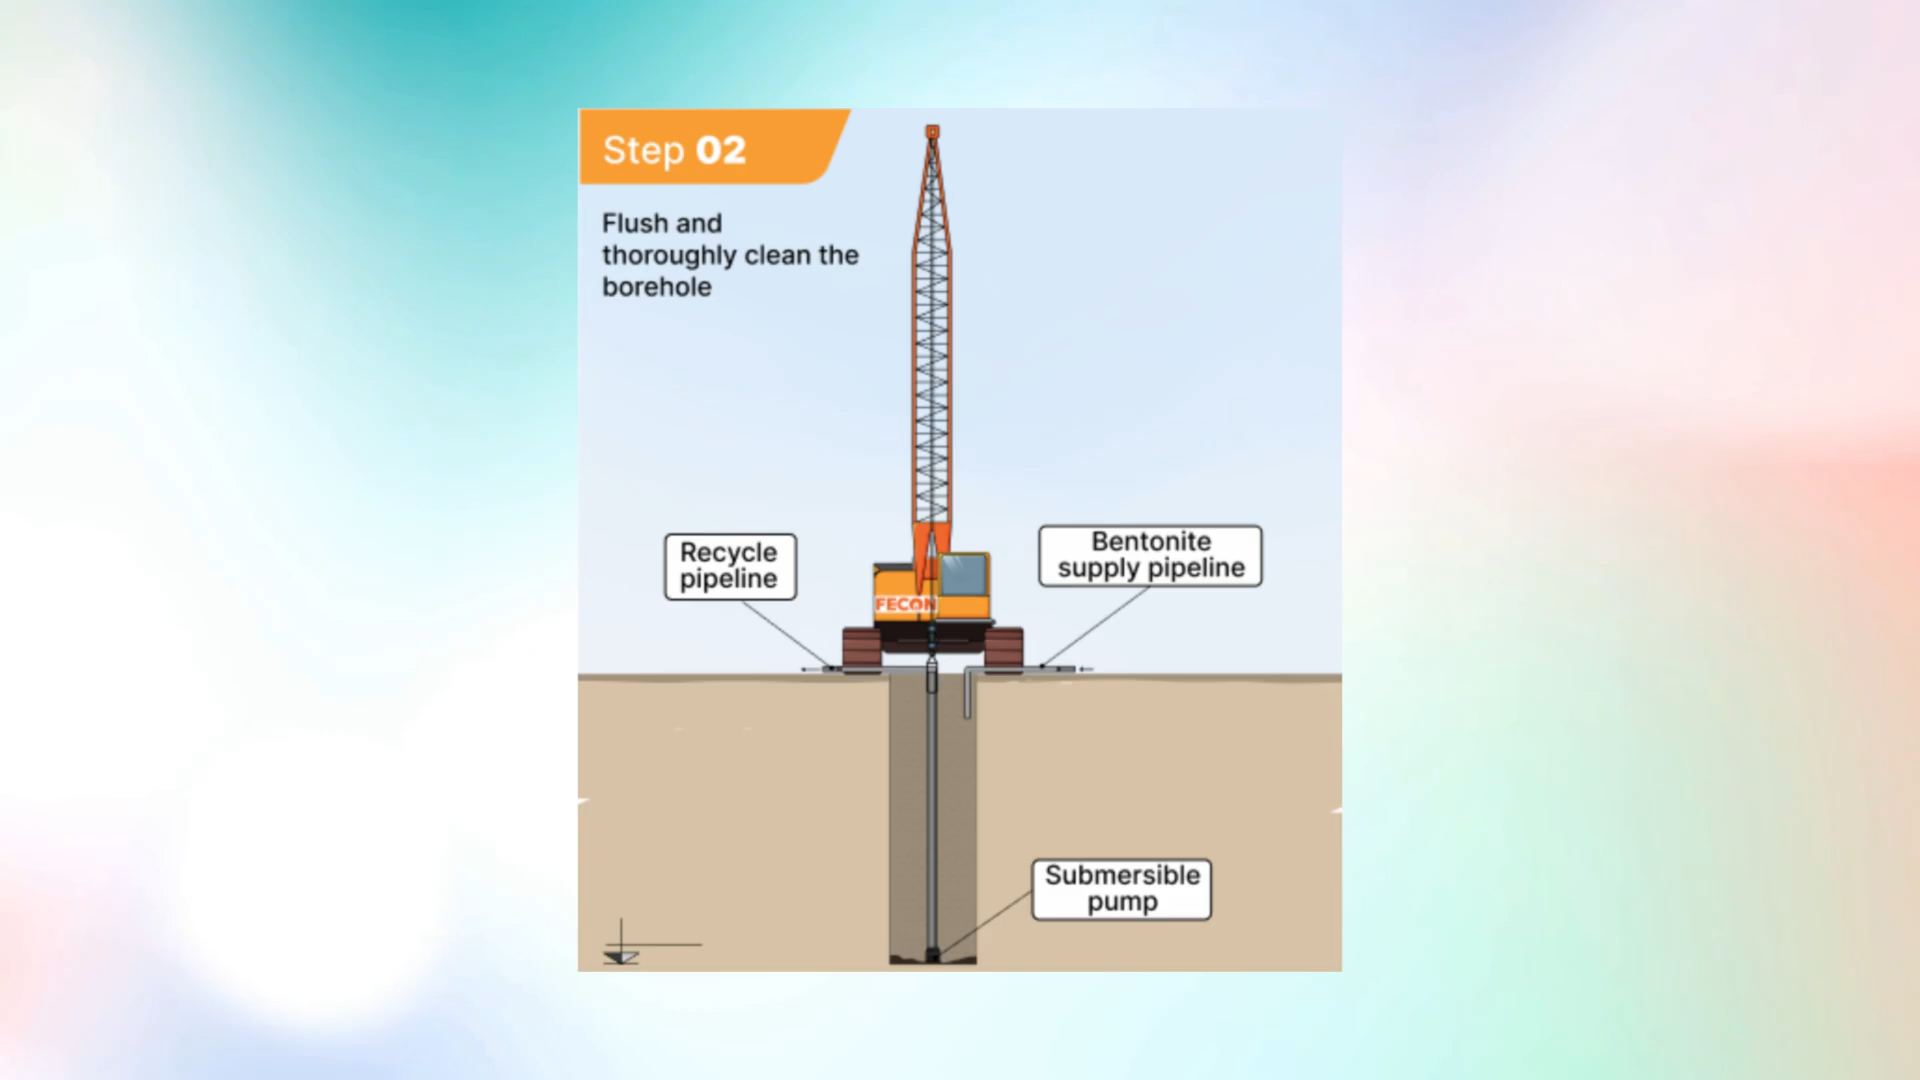 Step 02
Flush and
thoroughly clean the
borehole
Recycle
pipeline
Bentonite
supply pipeline
FECON
Submersible
pump